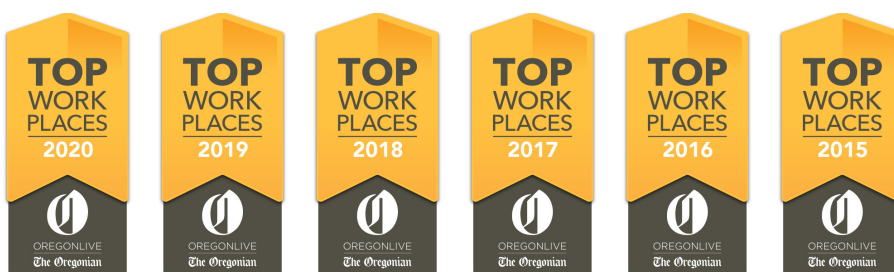 TOP
WORK
PLACES
2020
OREGONLIVE
The Oregonian
TOP
WORK
PLACES
2019
OREGONLIVE
The Oregonian
TOP
WORK
PLACES
2018
OREGONLIVE
The Oregonian
TOP
WORK
PLACES
2017
OREGONLIVE
The Oregonian
TOP
WORK
PLACES
2016
OREGONLIVE
The Oregonian
TOP
WORK
PLACES
2015
OREGONLIVE
The Oregonian